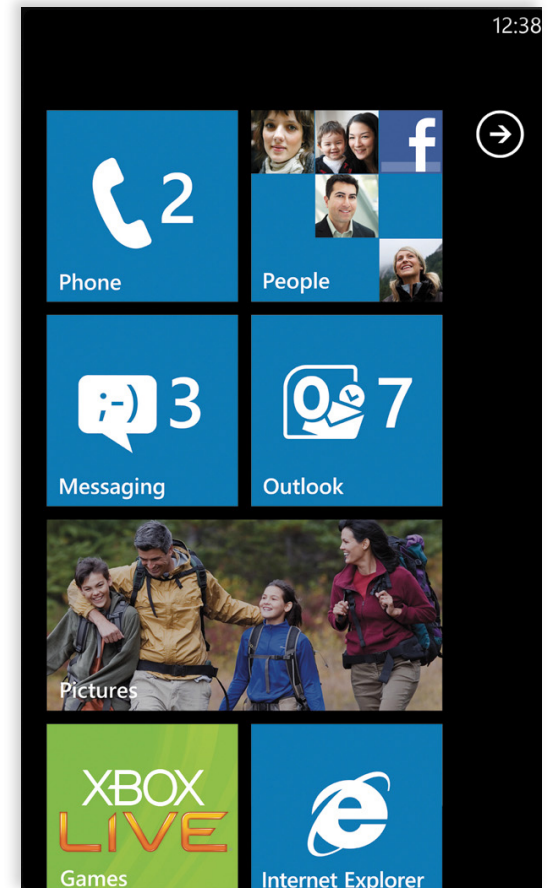 12:38
2
Phone
f
People
;-) 3
Messaging
O 7
Outlook
Pictures
XBOX
LIVE
Games
e
Internet Explorer